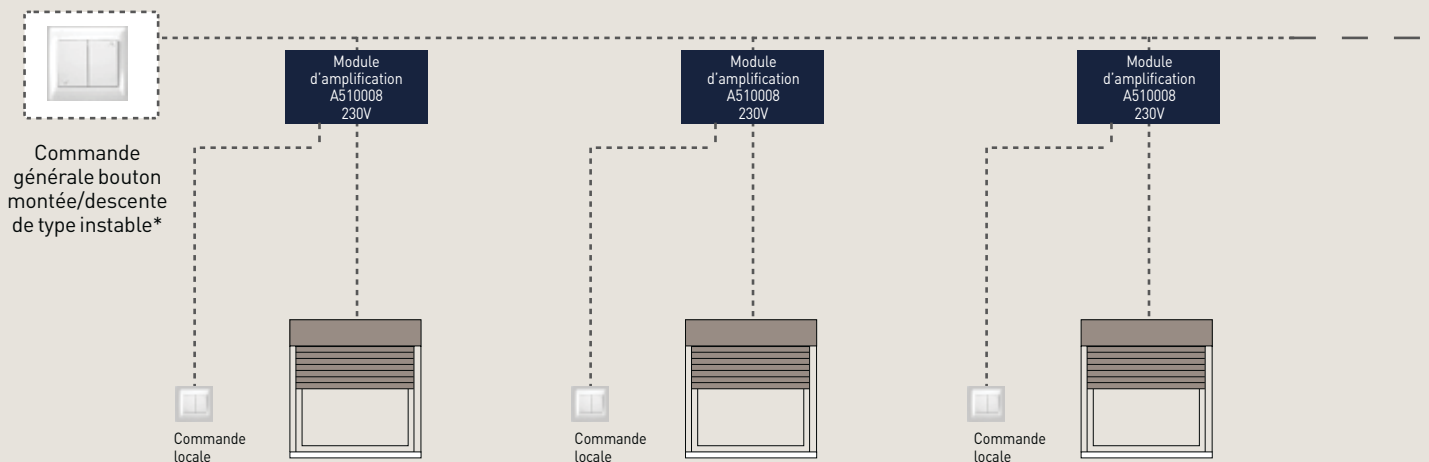 Module
d'amplification
A510008
230V
Module
d'amplification
A510008
230V
Module
d'amplification
A510008
230V
Commande
générale bouton
montée/descente
de type instable*
Commande
locale
Commande
locale
Commande
locale